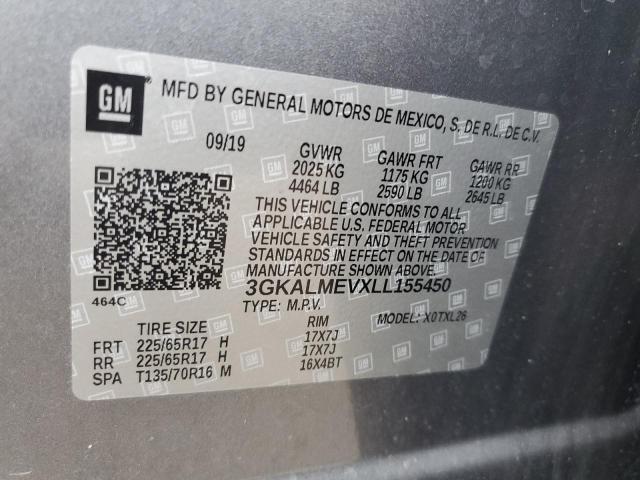 GM
MFD BY GENERAL MOTORS DE MEXICO, S. DE R.L. DE C.V.
09/19 GVWR GAWR FRT GAWR RR
2025 KG 1175 KG 1200 KG
4464 LB 2590 LB 2645 LB
THIS VEHICLE CONFORMS TO ALL
APPLICABLE U.S. FEDERAL MOTOR
VEHICLE SAFETY AND THEFT PREVENTION
STANDARDS IN EFFECT ON THE DATE OF
MANUFACTURE SHOWN ABOVE.
464C 3GKALMEVXLL155450
TYPE: M.P.V. MODEL: X0TXL26
TIRE SIZE RIM
FRT 225/65R17 H 17X7J
RR 225/65R17 H 17X7J
SPA T135/70R16 M 16X4BT